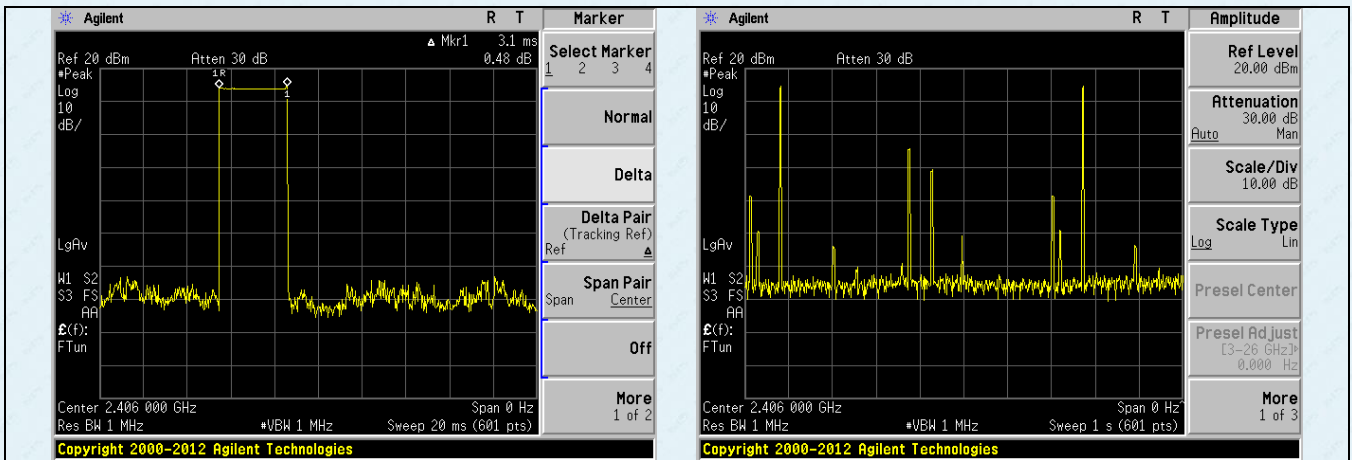 Agilent R T Marker
▵ Mkr1 3.1 ms
Ref 20 dBm Atten 30 dB 0.48 dB
#Peak
Log
10
dB/
1R
1
LgAv
W1 S2
S3 FS
AA
£(f):
FTun
Center 2.406 000 GHz Span 0 Hz
Res BW 1 MHz #VBW 1 MHz Sweep 20 ms (601 pts)
Copyright 2000-2012 Agilent Technologies
Select Marker
1 2 3 4
Normal
Delta
Delta Pair
(Tracking Ref)
Ref ▵
Span Pair
Span Center
Off
More
1 of 2
Agilent R T Amplitude
Ref 20 dBm Atten 30 dB
#Peak
Log
10
dB/
LgAv
W1 S2
S3 FS
AA
£(f):
FTun
Center 2.406 000 GHz Span 0 Hz^
Res BW 1 MHz #VBW 1 MHz Sweep 1 s (601 pts)
Copyright 2000-2012 Agilent Technologies
Ref Level
20.00 dBm
Attenuation
30.00 dB
Auto Man
Scale/Div
10.00 dB
Scale Type
Log Lin
Presel Center
Presel Adjust
[3-26 GHz]
0.000 Hz
More
1 of 3